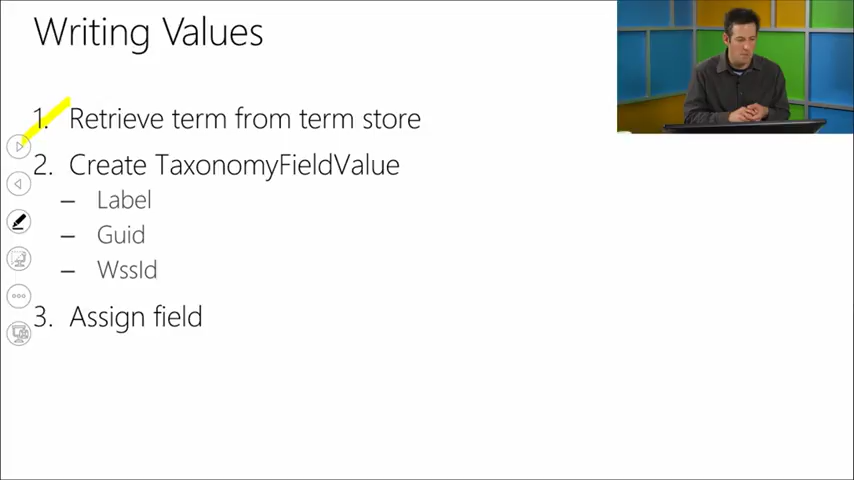 Writing Values
1. Retrieve term from term store
2. Create TaxonomyFieldValue
– Label
– Guid
– WssId
3. Assign field